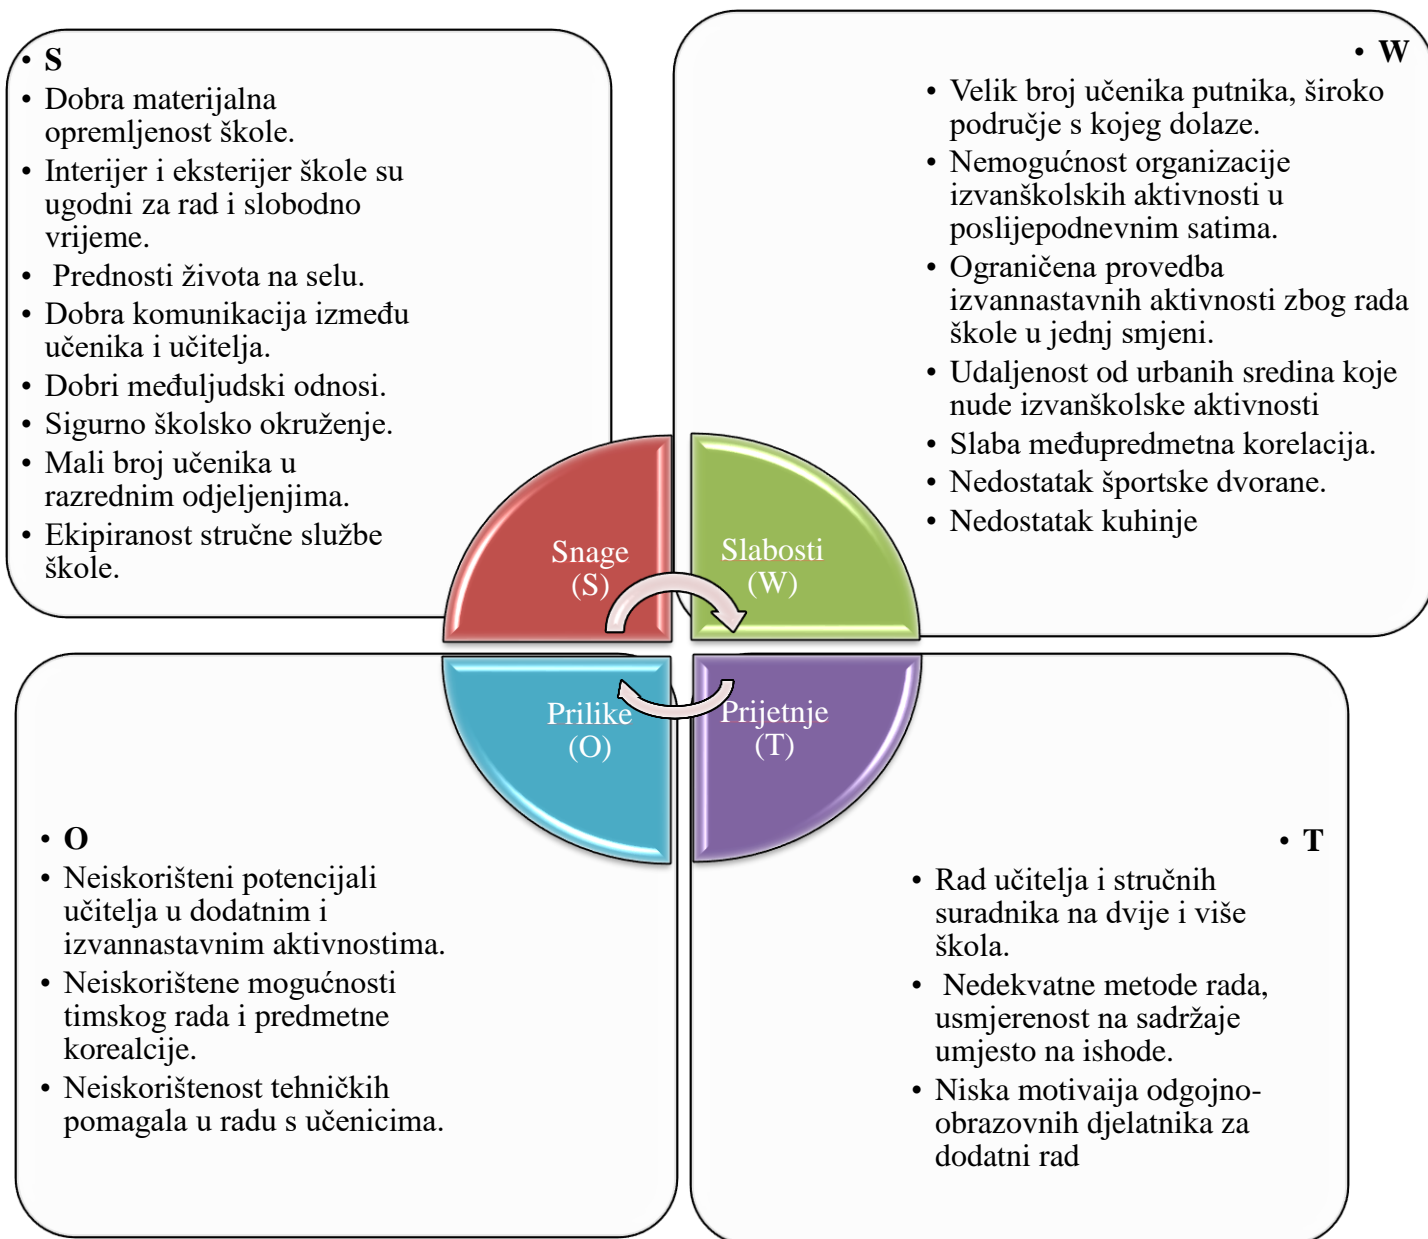 • S
• Dobra materijalna
opremljenost škole.
• Interijer i eksterijer škole su
ugodni za rad i slobodno
vrijeme.
• Prednosti života na selu.
• Dobra komunikacija između
učenika i učitelja.
• Dobri međuljudski odnosi.
• Sigurno školsko okruženje.
• Mali broj učenika u
razrednim odjeljenjima.
• Ekipiranost stručne službe
škole.
• W
• Velik broj učenika putnika, široko
područje s kojeg dolaze.
• Nemogućnost organizacije
izvanškolskih aktivnosti u
poslijepodnevnim satima.
• Ograničena provedba
izvannastavnih aktivnosti zbog rada
škole u jednj smjeni.
• Udaljenost od urbanih sredina koje
nude izvanškolske aktivnosti
• Slaba međupredmetna korelacija.
• Nedostatak športske dvorane.
• Nedostatak kuhinje
Snage
(S)
Slabosti
(W)
Prilike
(O)
Prijetnje
(T)
• O
• Neiskorišteni potencijali
učitelja u dodatnim i
izvannastavnim aktivnostima.
• Neiskorištene mogućnosti
timskog rada i predmetne
korealcije.
• Neiskorištenost tehničkih
pomagala u radu s učenicima.
• T
• Rad učitelja i stručnih
suradnika na dvije i više
škola.
• Nedekvatne metode rada,
usmjerenost na sadržaje
umjesto na ishode.
• Niska motivaija odgojno-
obrazovnih djelatnika za
dodatni rad